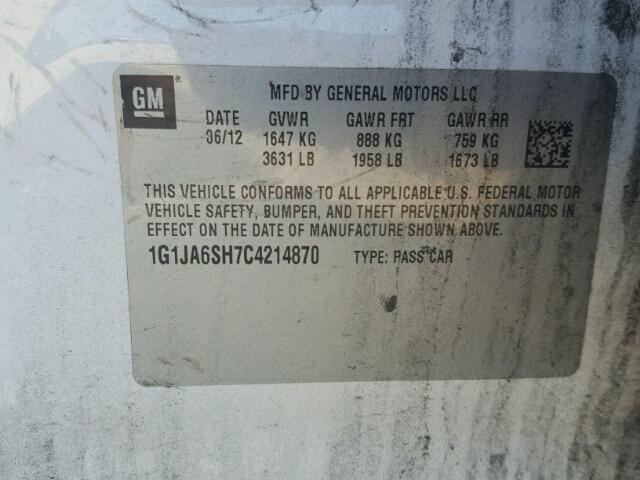 GM ®
MFD BY GENERAL MOTORS LLC
DATE GVWR GAWR FRT GAWR RR
06/12 1647 KG 888 KG 759 KG
3631 LB 1958 LB 1673 LB
THIS VEHICLE CONFORMS TO ALL APPLICABLE U.S. FEDERAL MOTOR
VEHICLE SAFETY, BUMPER, AND THEFT PREVENTION STANDARDS IN
EFFECT ON THE DATE OF MANUFACTURE SHOWN ABOVE.
1G1JA6SH7C4214870 TYPE: PASS CAR